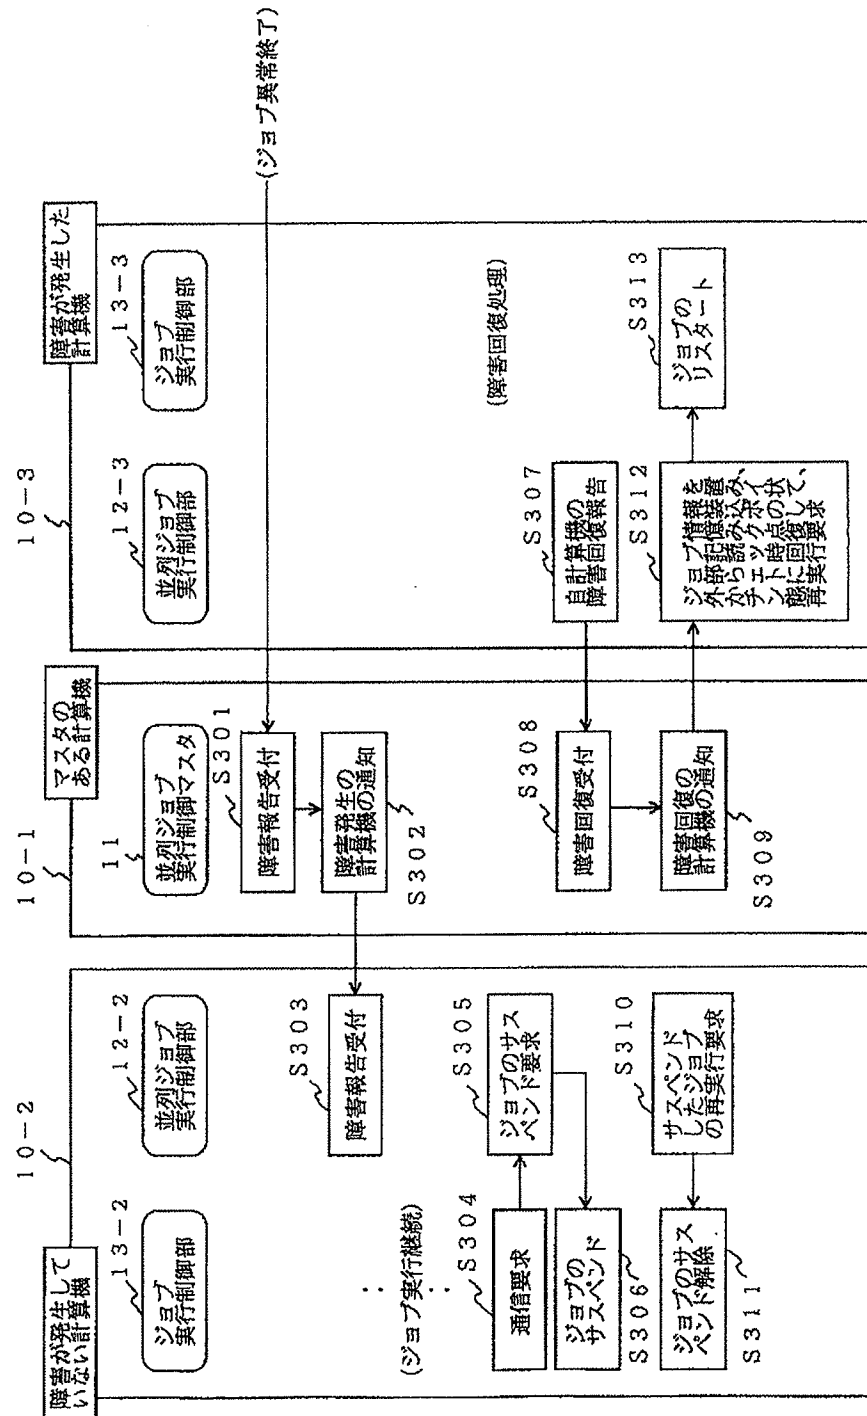 障害が発生して
いない計算機
10-2
13-2
ジョブ
実行制御部
12-2
並列ジョブ
実行制御部
マスタの
ある計算機
10-1
11
並列ジョブ
実行制御マスタ
障害が発生した
計算機
10-3
12-3
並列ジョブ
実行制御部
13-3
ジョブ
実行制御部
(ジョブ異常終了)
S301
障害報告受付
障害発生の
計算機の通知
S302
S303
障害報告受付
(ジョブ実行継続)
S304
通信要求
S305
ジョブのサス
ペンド要求
ジョブの
サスペンド
S306
(障害回復処理)
S307
自計算機の
障害回復報告
S308
障害回復受付
障害回復の
計算機の通知
S309
S310
サスペンド
したジョブ
の再実行要求
ジョブのサス
ペンド解除
S311
S312
ジョブ情報を
外部記憶装置
から読み込み、
チェックポイ
ント時点の状
態に回復して、
再実行要求
S313
ジョブの
リスタート